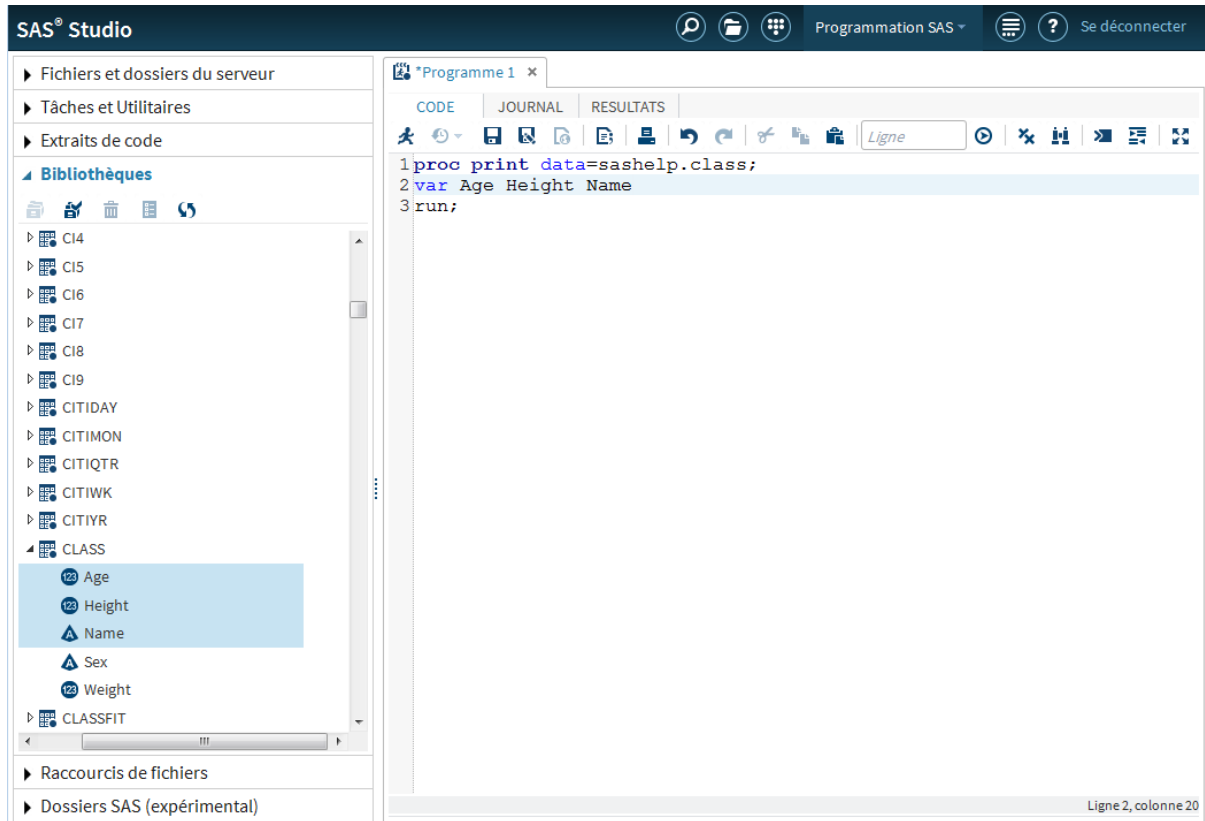 SAS® Studio
Programmation SAS
Se déconnecter
Fichiers et dossiers du serveur
Tâches et Utilitaires
Extraits de code
Bibliothèques
CI4
CI5
CI6
CI7
CI8
CI9
CITIDAY
CITIMON
CITIQTR
CITIWK
CITIYR
CLASS
Age
Height
Name
Sex
Weight
CLASSFIT
Raccourcis de fichiers
Dossiers SAS (expérimental)
*Programme 1
CODE JOURNAL RESULTATS
Ligne
1 proc print data=sashelp.class;
2 var Age Height Name
3 run;
Ligne 2, colonne 20